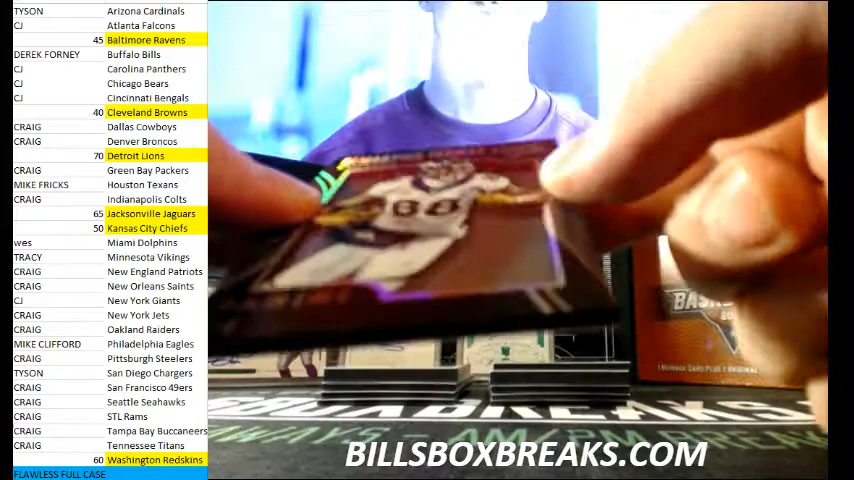 TYSON Arizona Cardinals
CJ Atlanta Falcons
45 Baltimore Ravens
DEREK FORNEY Buffalo Bills
CJ Carolina Panthers
CJ Chicago Bears
CJ Cincinnati Bengals
40 Cleveland Browns
CRAIG Dallas Cowboys
CRAIG Denver Broncos
70 Detroit Lions
CRAIG Green Bay Packers
MIKE FRICKS Houston Texans
CRAIG Indianapolis Colts
65 Jacksonville Jaguars
50 Kansas City Chiefs
wes Miami Dolphins
TRACY Minnesota Vikings
CRAIG New England Patriots
CRAIG New Orleans Saints
CJ New York Giants
CRAIG New York Jets
CRAIG Oakland Raiders
MIKE CLIFFORD Philadelphia Eagles
CRAIG Pittsburgh Steelers
TYSON San Diego Chargers
CRAIG San Francisco 49ers
CRAIG Seattle Seahawks
CRAIG STL Rams
CRAIG Tampa Bay Buccaneers
CRAIG Tennessee Titans
60 Washington Redskins
FLAWLESS FULL CASE
88
BASK
BOXBREAKS
BILLSBOXBREAKS.COM